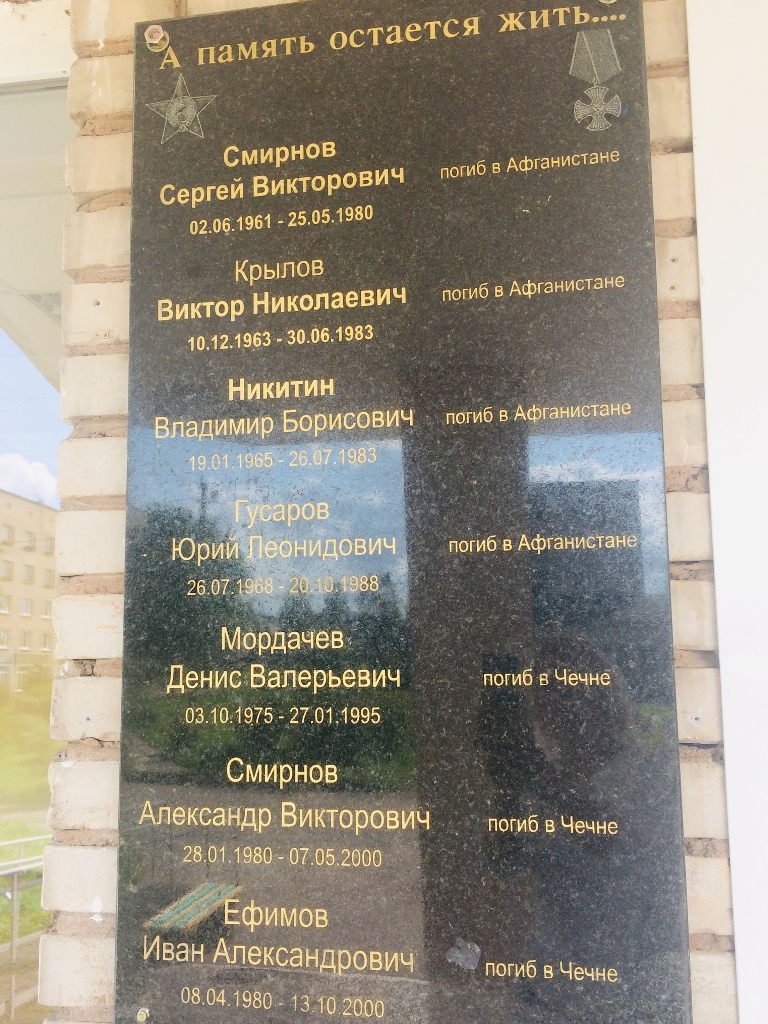 А память остается жить....
Смирнов
Сергей Викторович
погиб в Афганистане
02.06.1961 - 25.05.1980
Крылов
Виктор Николаевич
погиб в Афганистане
10.12.1963 - 30.06.1983
Никитин
Владимир Борисович
погиб в Афганистане
19.01.1965 - 26.07.1983
Гусаров
Юрий Леонидович
погиб в Афганистане
26.07.1968 - 20.10.1988
Мордачев
Денис Валерьевич
погиб в Чечне
03.10.1975 - 27.01.1995
Смирнов
Александр Викторович
погиб в Чечне
28.01.1980 - 07.05.2000
Ефимов
Иван Александрович
погиб в Чечне
08.04.1980 - 13.10.2000